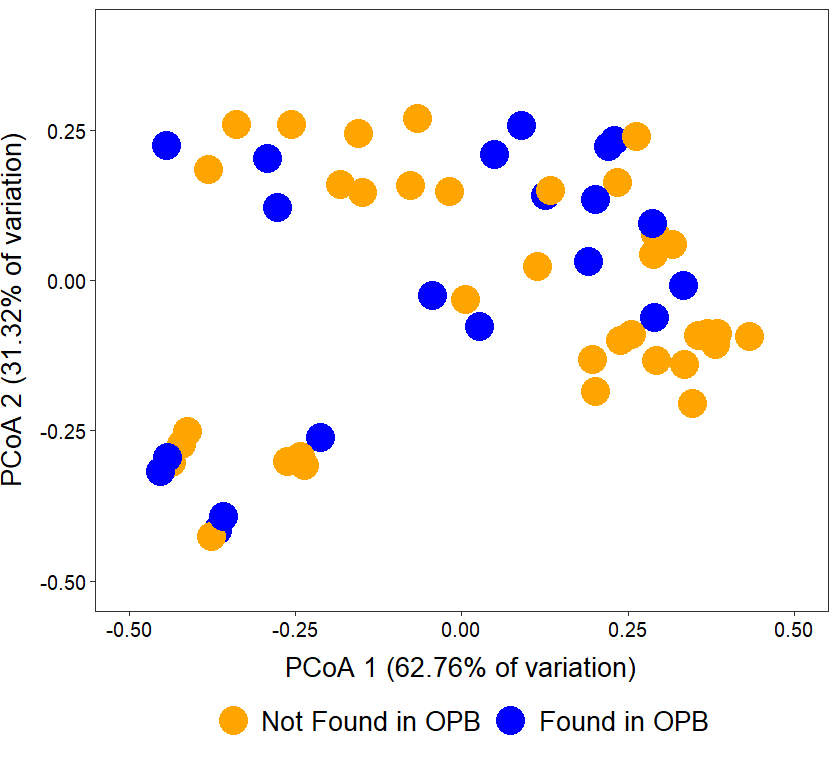 PCoA 2 (31.32% of variation)
0.25
0.00
-0.25
-0.50
-0.50 -0.25 0.00 0.25 0.50
PCoA 1 (62.76% of variation)
Not Found in OPB Found in OPB